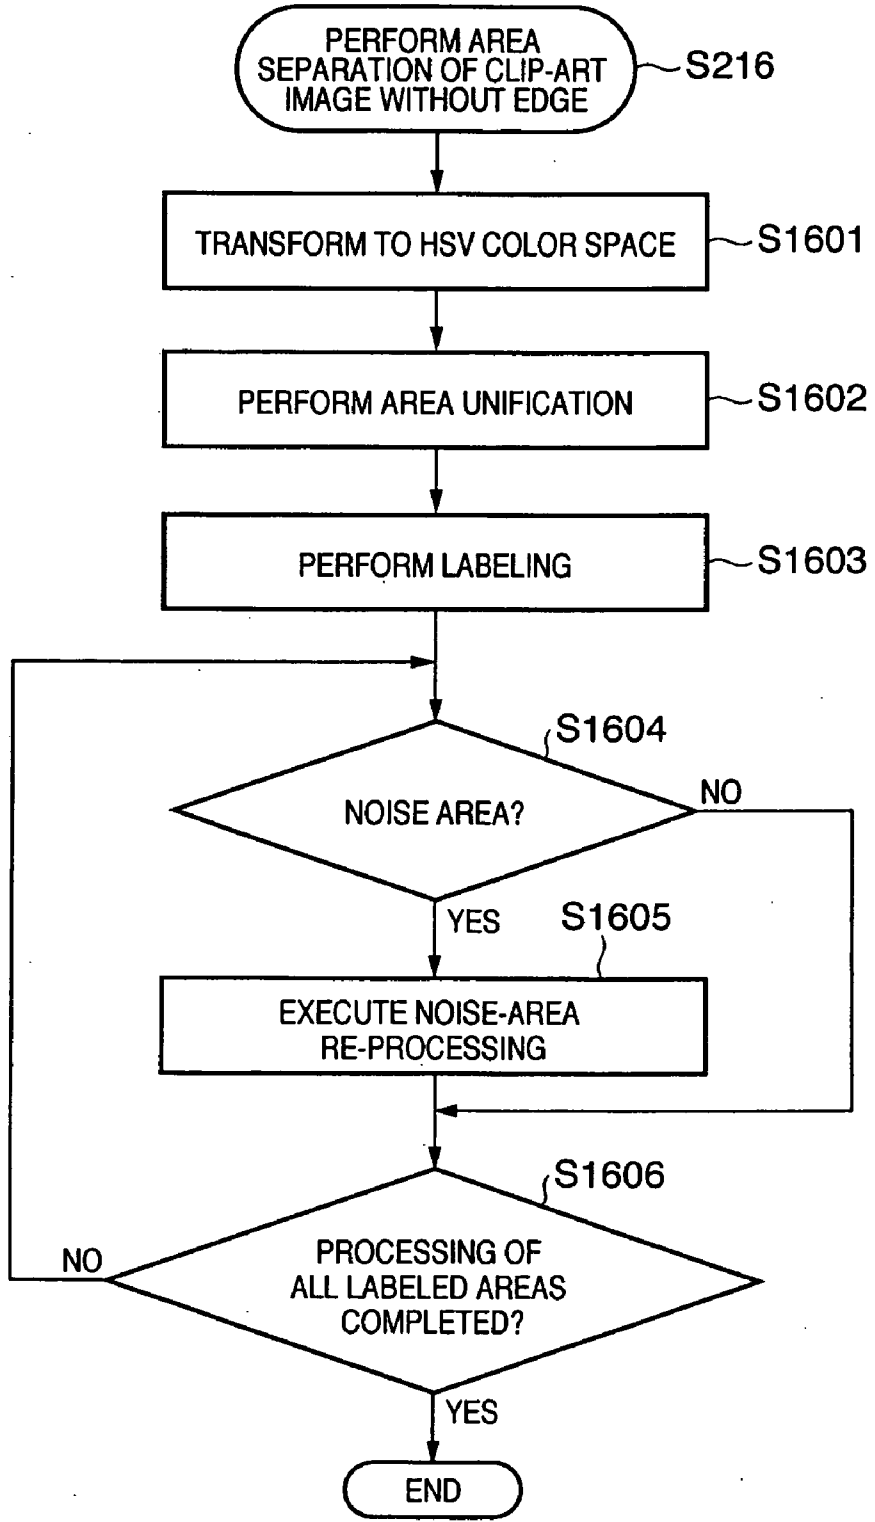 PERFORM AREA
SEPARATION OF CLIP-ART
IMAGE WITHOUT EDGE
S216
TRANSFORM TO HSV COLOR SPACE
S1601
PERFORM AREA UNIFICATION
S1602
PERFORM LABELING
S1603
S1604
NOISE AREA?
NO
YES
S1605
EXECUTE NOISE-AREA
RE-PROCESSING
S1606
NO
PROCESSING OF
ALL LABELED AREAS
COMPLETED?
YES
END